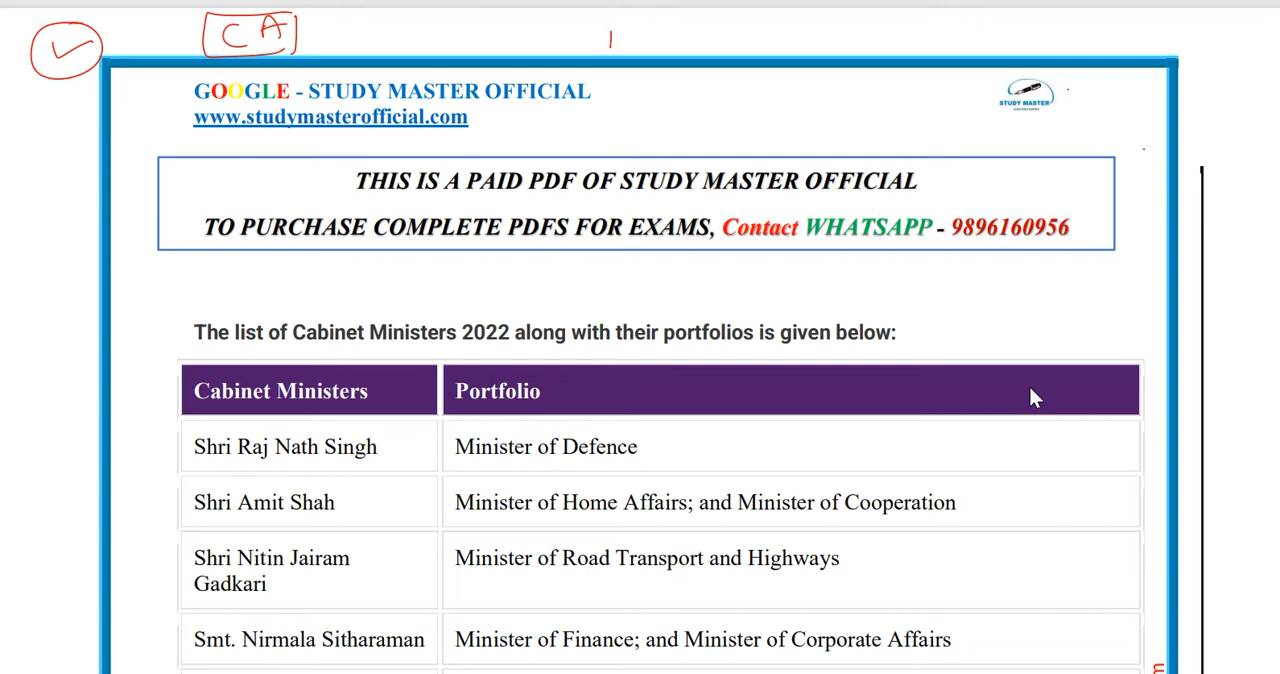 CA
GOOGLE - STUDY MASTER OFFICIAL
www.studymasterofficial.com
STUDY MASTER
THIS IS A PAID PDF OF STUDY MASTER OFFICIAL
TO PURCHASE COMPLETE PDFS FOR EXAMS, Contact WHATSAPP - 9896160956
The list of Cabinet Ministers 2022 along with their portfolios is given below:
Cabinet Ministers Portfolio
Shri Raj Nath Singh Minister of Defence
Shri Amit Shah Minister of Home Affairs; and Minister of Cooperation
Shri Nitin Jairam Minister of Road Transport and Highways
Gadkari
Smt. Nirmala Sitharaman Minister of Finance; and Minister of Corporate Affairs
m